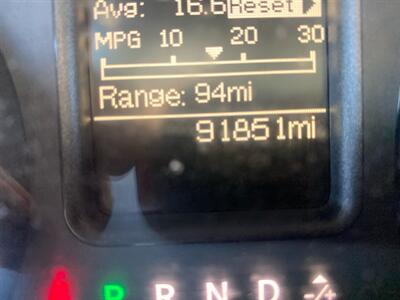 Avg: 16.6 Reset
MPG 10 20 30
Range: 94mi
91851mi
P R N D -/+